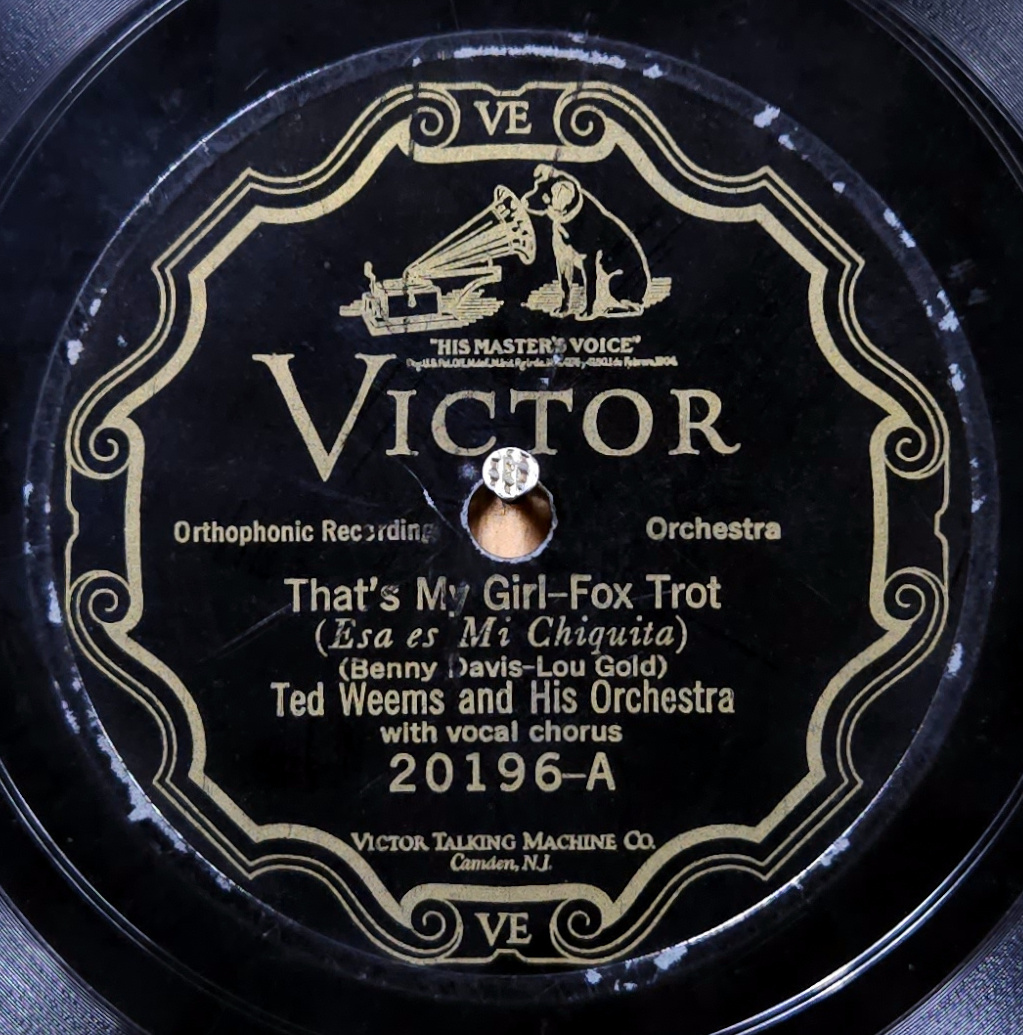 VE
"HIS MASTER'S VOICE"
VICTOR
Orthophonic Recording
Orchestra
That's My Girl–Fox Trot
(Esa es Mi Chiquita)
(Benny Davis–Lou Gold)
Ted Weems and His Orchestra
with vocal chorus
20196–A
VICTOR TALKING MACHINE CO.
Camden, N.J.
VE